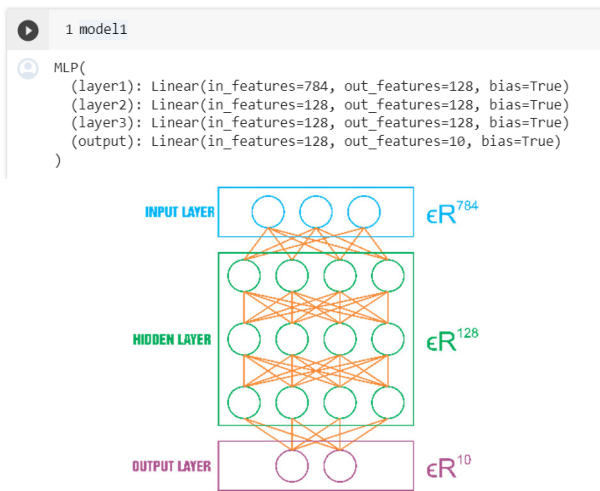 1 model1
MLP(
(layer1): Linear(in_features=784, out_features=128, bias=True)
(layer2): Linear(in_features=128, out_features=128, bias=True)
(layer3): Linear(in_features=128, out_features=128, bias=True)
(output): Linear(in_features=128, out_features=10, bias=True)
)
INPUT LAYER ϵR⁷⁸⁴
HIDDEN LAYER ϵR¹²⁸
OUTPUT LAYER ϵR¹⁰